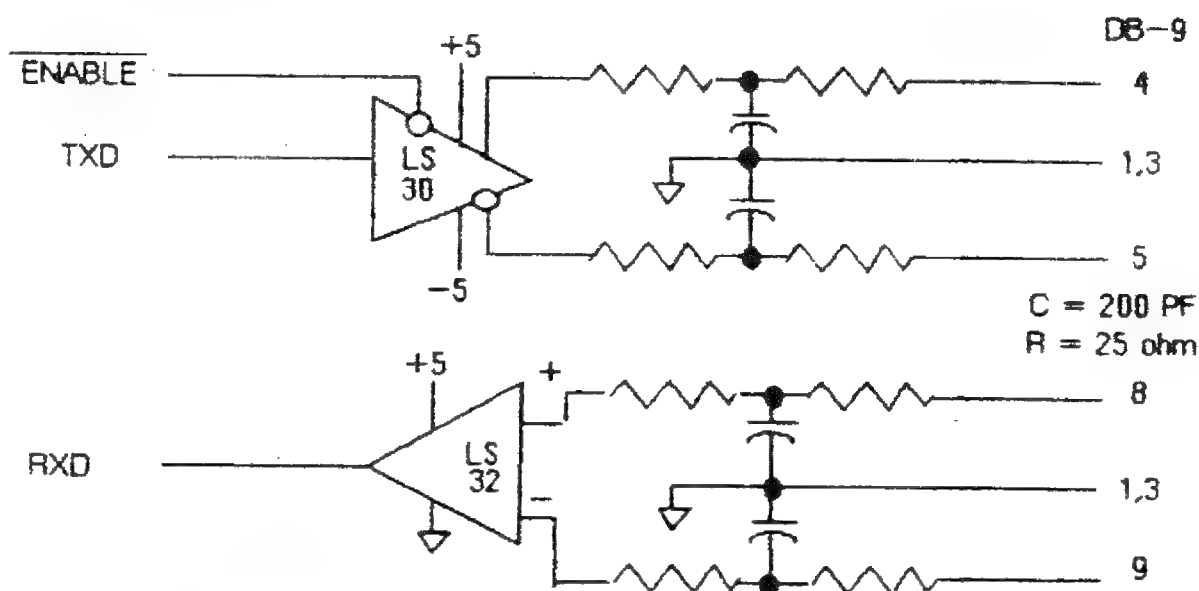 DB-9
+5
ENABLE
4
TXD
LS
30
1,3
5
-5
C = 200 PF
R = 25 ohm
+5
+
8
RXD
LS
32
1,3
-
9